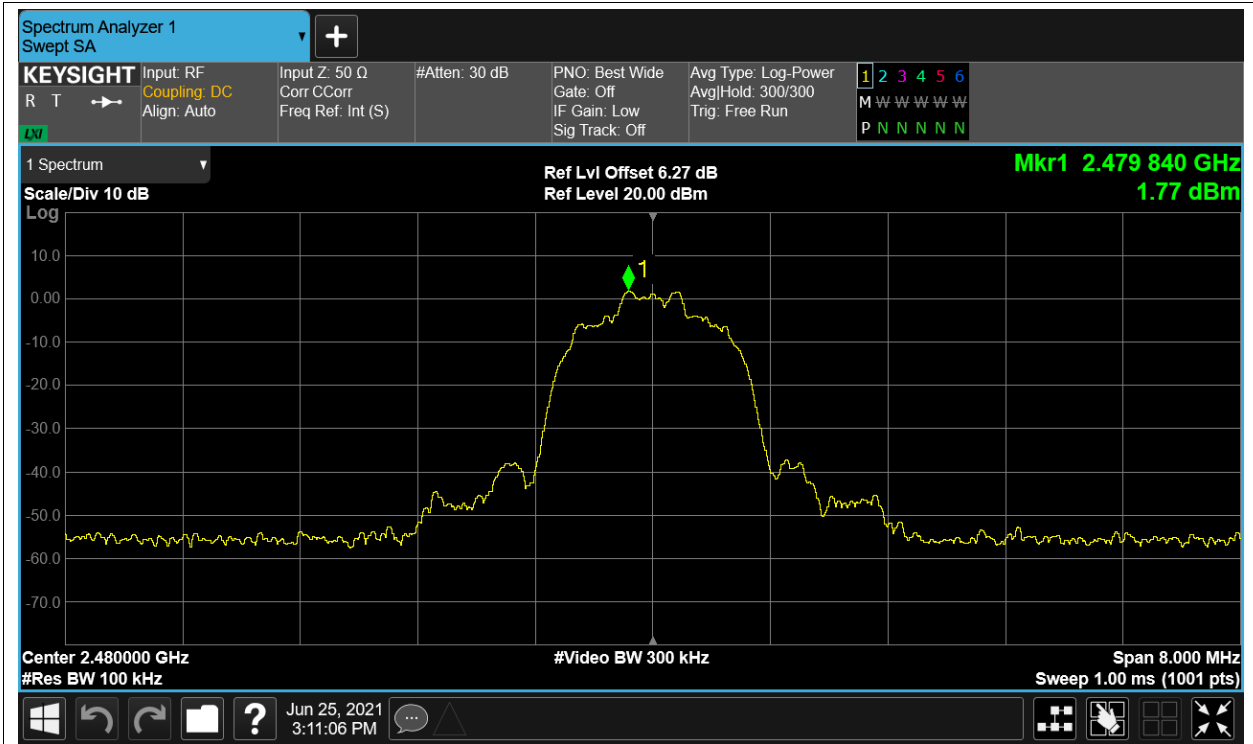 Spectrum Analyzer 1
Swept SA
KEYSIGHT
R T
LXI
Input: RF
Coupling: DC
Align: Auto
Input Z: 50 Ω
Corr CCorr
Freq Ref: Int (S)
#Atten: 30 dB
PNO: Best Wide
Gate: Off
IF Gain: Low
Sig Track: Off
Avg Type: Log-Power
Avg|Hold: 300/300
Trig: Free Run
1 2 3 4 5 6
M W W W W W
P N N N N N
1 Spectrum
Scale/Div 10 dB
Log
Ref Lvl Offset 6.27 dB
Ref Level 20.00 dBm
Mkr1 2.479 840 GHz
1.77 dBm
1
10.0
0.00
-10.0
-20.0
-30.0
-40.0
-50.0
-60.0
-70.0
Center 2.480000 GHz
#Res BW 100 kHz
#Video BW 300 kHz
Span 8.000 MHz
Sweep 1.00 ms (1001 pts)
?
Jun 25, 2021
3:11:06 PM